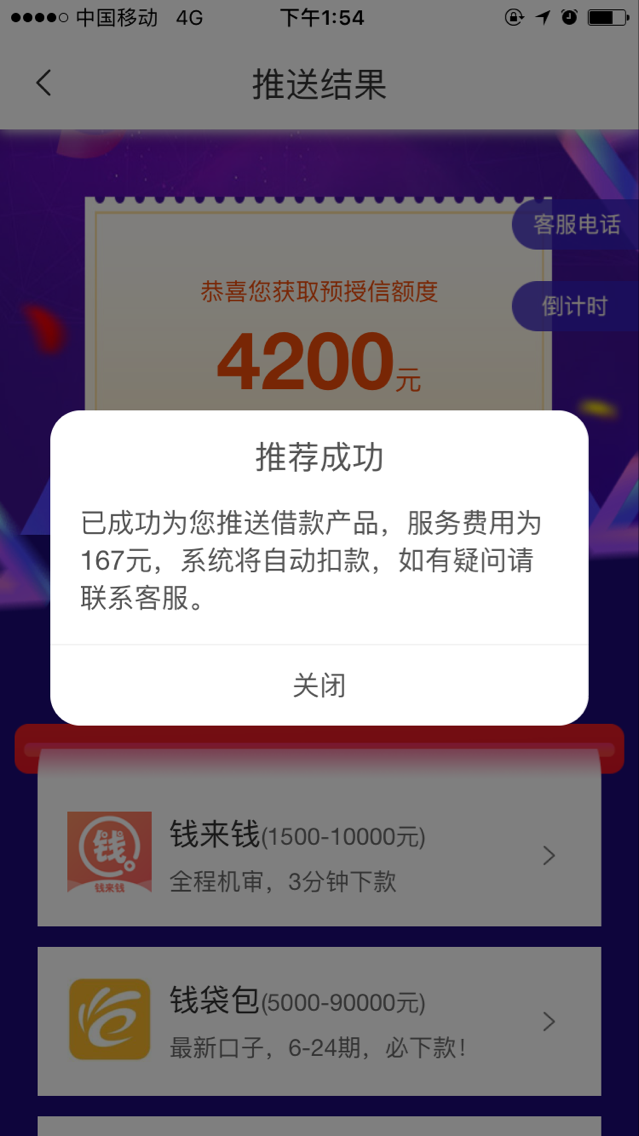 中国移动 4G 下午1:54
推送结果
客服电话
恭喜您获取预授信额度
倒计时
4200元
推荐成功
已成功为您推送借款产品，服务费用为
167元，系统将自动扣款，如有疑问请
联系客服。
关闭
钱来钱(1500-10000元)
全程机审，3分钟下款
钱
钱来钱
钱袋包(5000-90000元)
最新口子，6-24期，必下款！